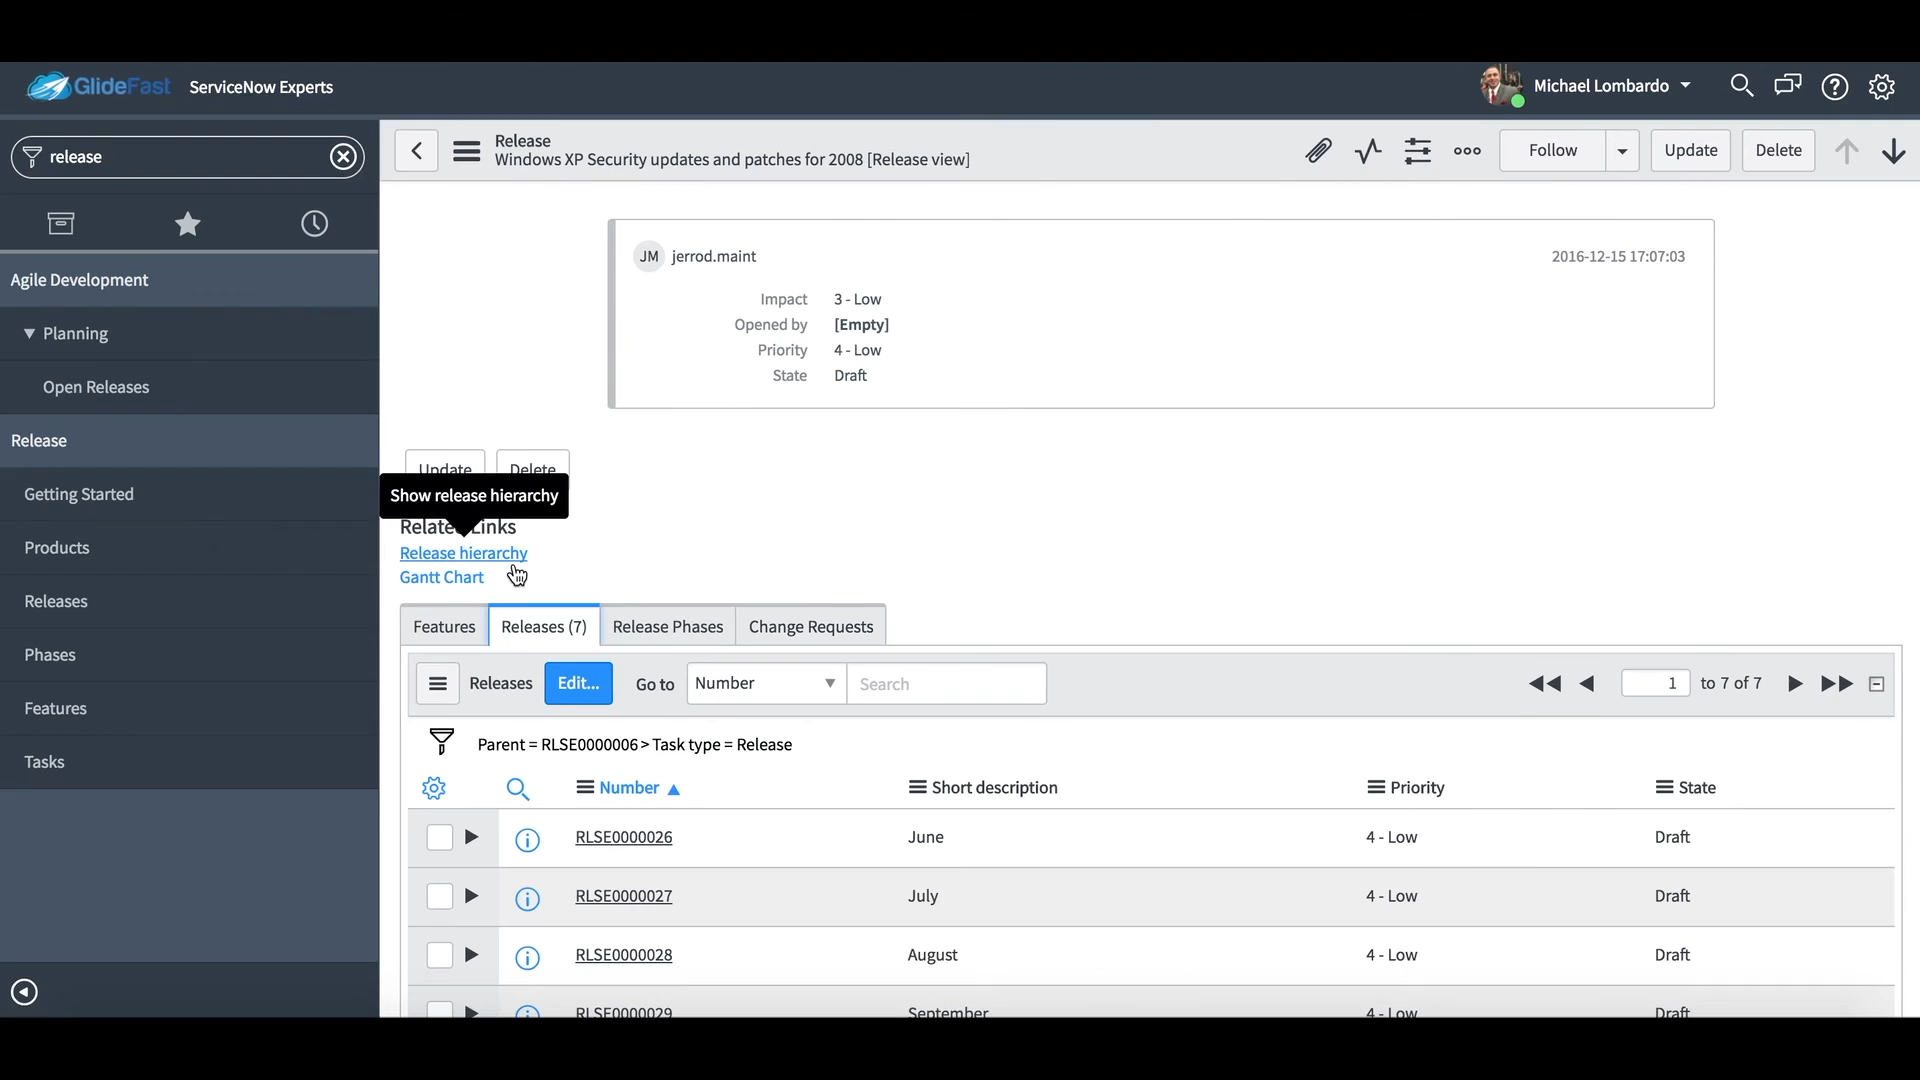 GlideFast ServiceNow Experts
Michael Lombardo
release
Release
Windows XP Security updates and patches for 2008 [Release view]
Follow
Update
Delete
Agile Development
Planning
Open Releases
Release
Getting Started
Products
Releases
Phases
Features
Tasks
JM jerrod.maint 2016-12-15 17:07:03
Impact 3 - Low
Opened by [Empty]
Priority 4 - Low
State Draft
Update Delete
Show release hierarchy
Related Links
Release hierarchy
Gantt Chart
Features Releases (7) Release Phases Change Requests
Releases Edit... Go to Number Search 1 to 7 of 7
Parent = RLSE0000006 > Task type = Release
Number Short description Priority State
RLSE0000026 June 4 - Low Draft
RLSE0000027 July 4 - Low Draft
RLSE0000028 August 4 - Low Draft
RLSE0000029 September 4 - Low Draft